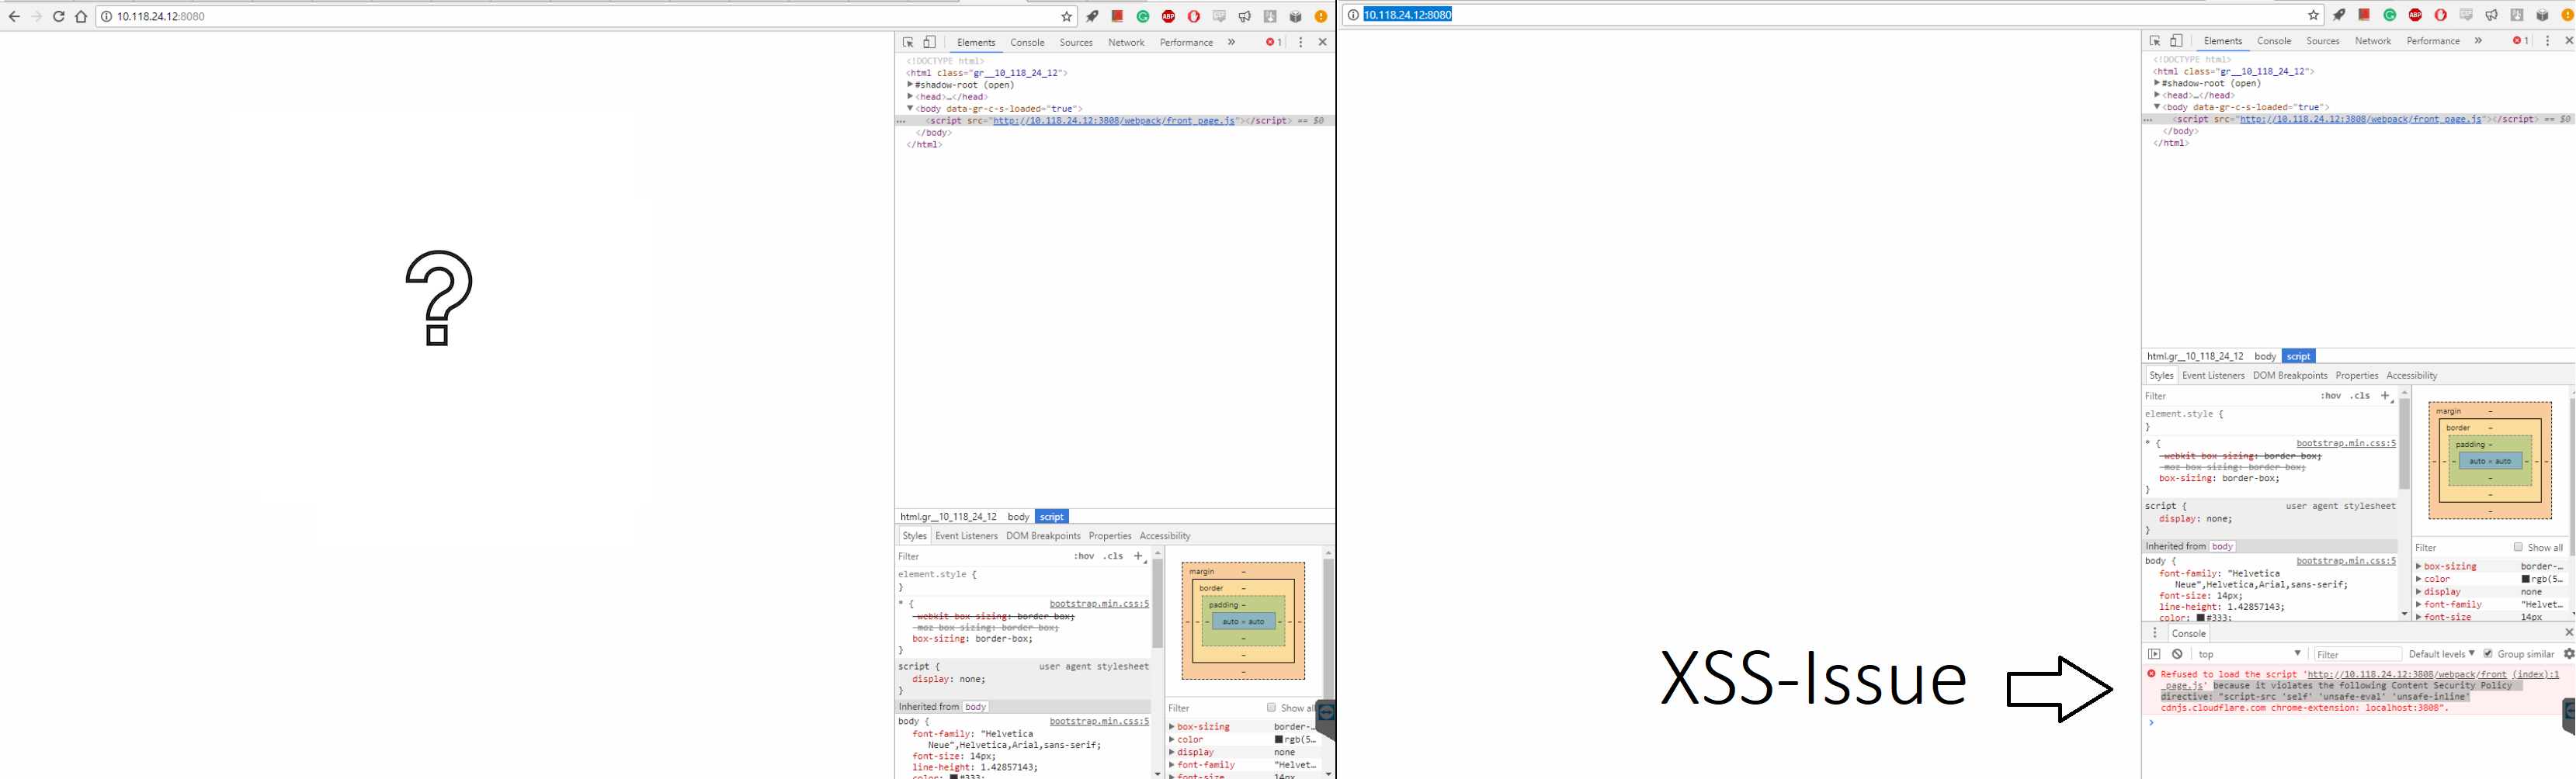 10.118.24.12:8080
ABP
Elements Console Sources Network Performance » 1
<!DOCTYPE html>
<html class="gr__10_118_24_12">
#shadow-root (open)
<head>…</head>
<body data-gr-c-s-loaded="true">
… <script src="http://10.118.24.12:3808/webpack/front_page.js"></script> == $0
</body>
</html>
?
html.gr__10_118_24_12 body script
Styles Event Listeners DOM Breakpoints Properties Accessibility
Filter :hov .cls +
element.style {
}
* { bootstrap.min.css:5
-webkit-box-sizing: border-box;
-moz-box-sizing: border-box;
box-sizing: border-box;
}
script { user agent stylesheet
display: none;
}
Inherited from body
body { bootstrap.min.css:5
font-family: "Helvetica
Neue",Helvetica,Arial,sans-serif;
font-size: 14px;
line-height: 1.42857143;
color: #333;
margin –
border –
padding –
auto × auto
Filter Show all
box-sizing border-…
color rgb(5…
display none
font-family "Helvet…
font-size 14px
10.118.24.12:8080
ABP
Elements Console Sources Network Performance » 1
<!DOCTYPE html>
<html class="gr__10_118_24_12">
#shadow-root (open)
<head>…</head>
<body data-gr-c-s-loaded="true">
… <script src="http://10.118.24.12:3808/webpack/front_page.js"></script> == $0
</body>
</html>
html.gr__10_118_24_12 body script
Styles Event Listeners DOM Breakpoints Properties Accessibility
Filter :hov .cls +
element.style {
}
* { bootstrap.min.css:5
-webkit-box-sizing: border-box;
-moz-box-sizing: border-box;
box-sizing: border-box;
}
script { user agent stylesheet
display: none;
}
Inherited from body
body { bootstrap.min.css:5
font-family: "Helvetica
Neue",Helvetica,Arial,sans-serif;
font-size: 14px;
line-height: 1.42857143;
color: #333;
margin –
border –
padding –
auto × auto
Filter Show all
box-sizing border-…
color rgb(5…
display none
font-family "Helvet…
font-size 14px
Console
top Filter Default levels Group similar
XSS-Issue
Refused to load the script 'http://10.118.24.12:3808/webpack/front (index):1
_page.js' because it violates the following Content Security Policy
directive: "script-src 'self' 'unsafe-eval' 'unsafe-inline'
cdnjs.cloudflare.com chrome-extension: localhost:3808".